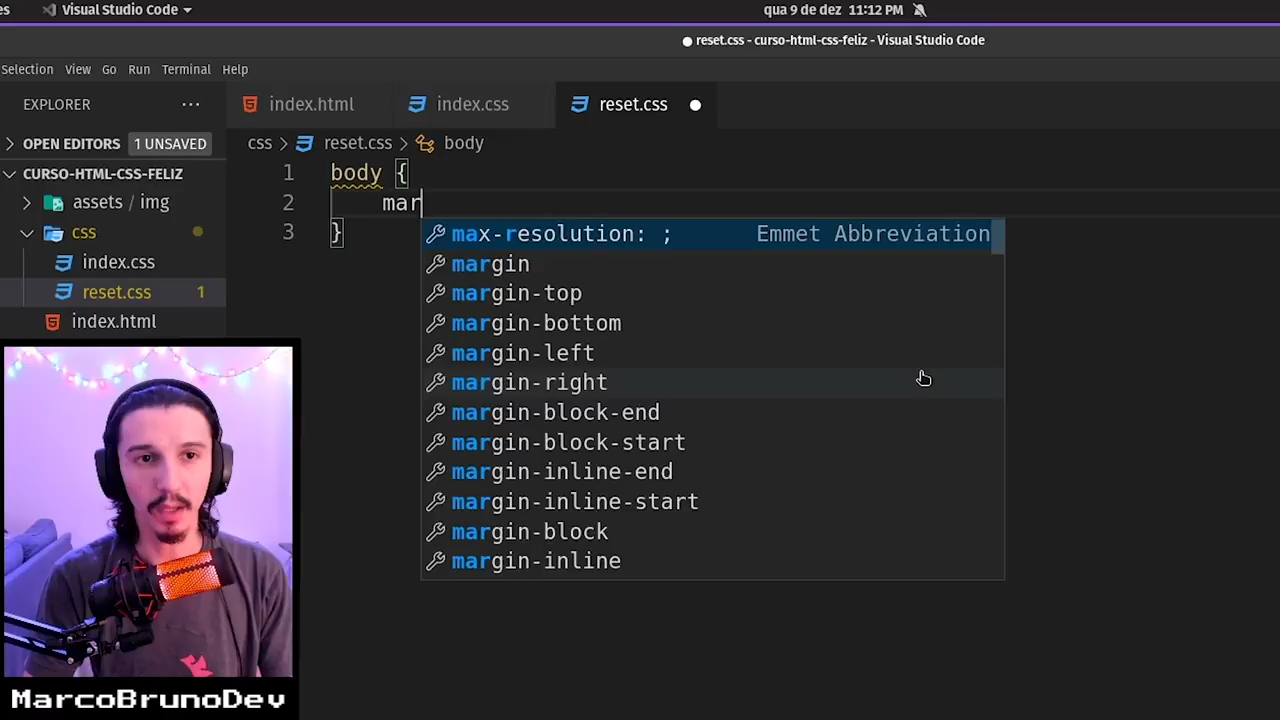 es Visual Studio Code qua 9 de dez 11:12 PM
reset.css - curso-html-css-feliz - Visual Studio Code
Selection View Go Run Terminal Help
EXPLORER ... index.html index.css reset.css
OPEN EDITORS 1 UNSAVED css > reset.css > body
CURSO-HTML-CSS-FELIZ
assets / img
css
index.css
reset.css 1
index.html
1 body {
2 mar
3 }
max-resolution: ; Emmet Abbreviation
margin
margin-top
margin-bottom
margin-left
margin-right
margin-block-end
margin-block-start
margin-inline-end
margin-inline-start
margin-block
margin-inline
MarcoBrunoDev